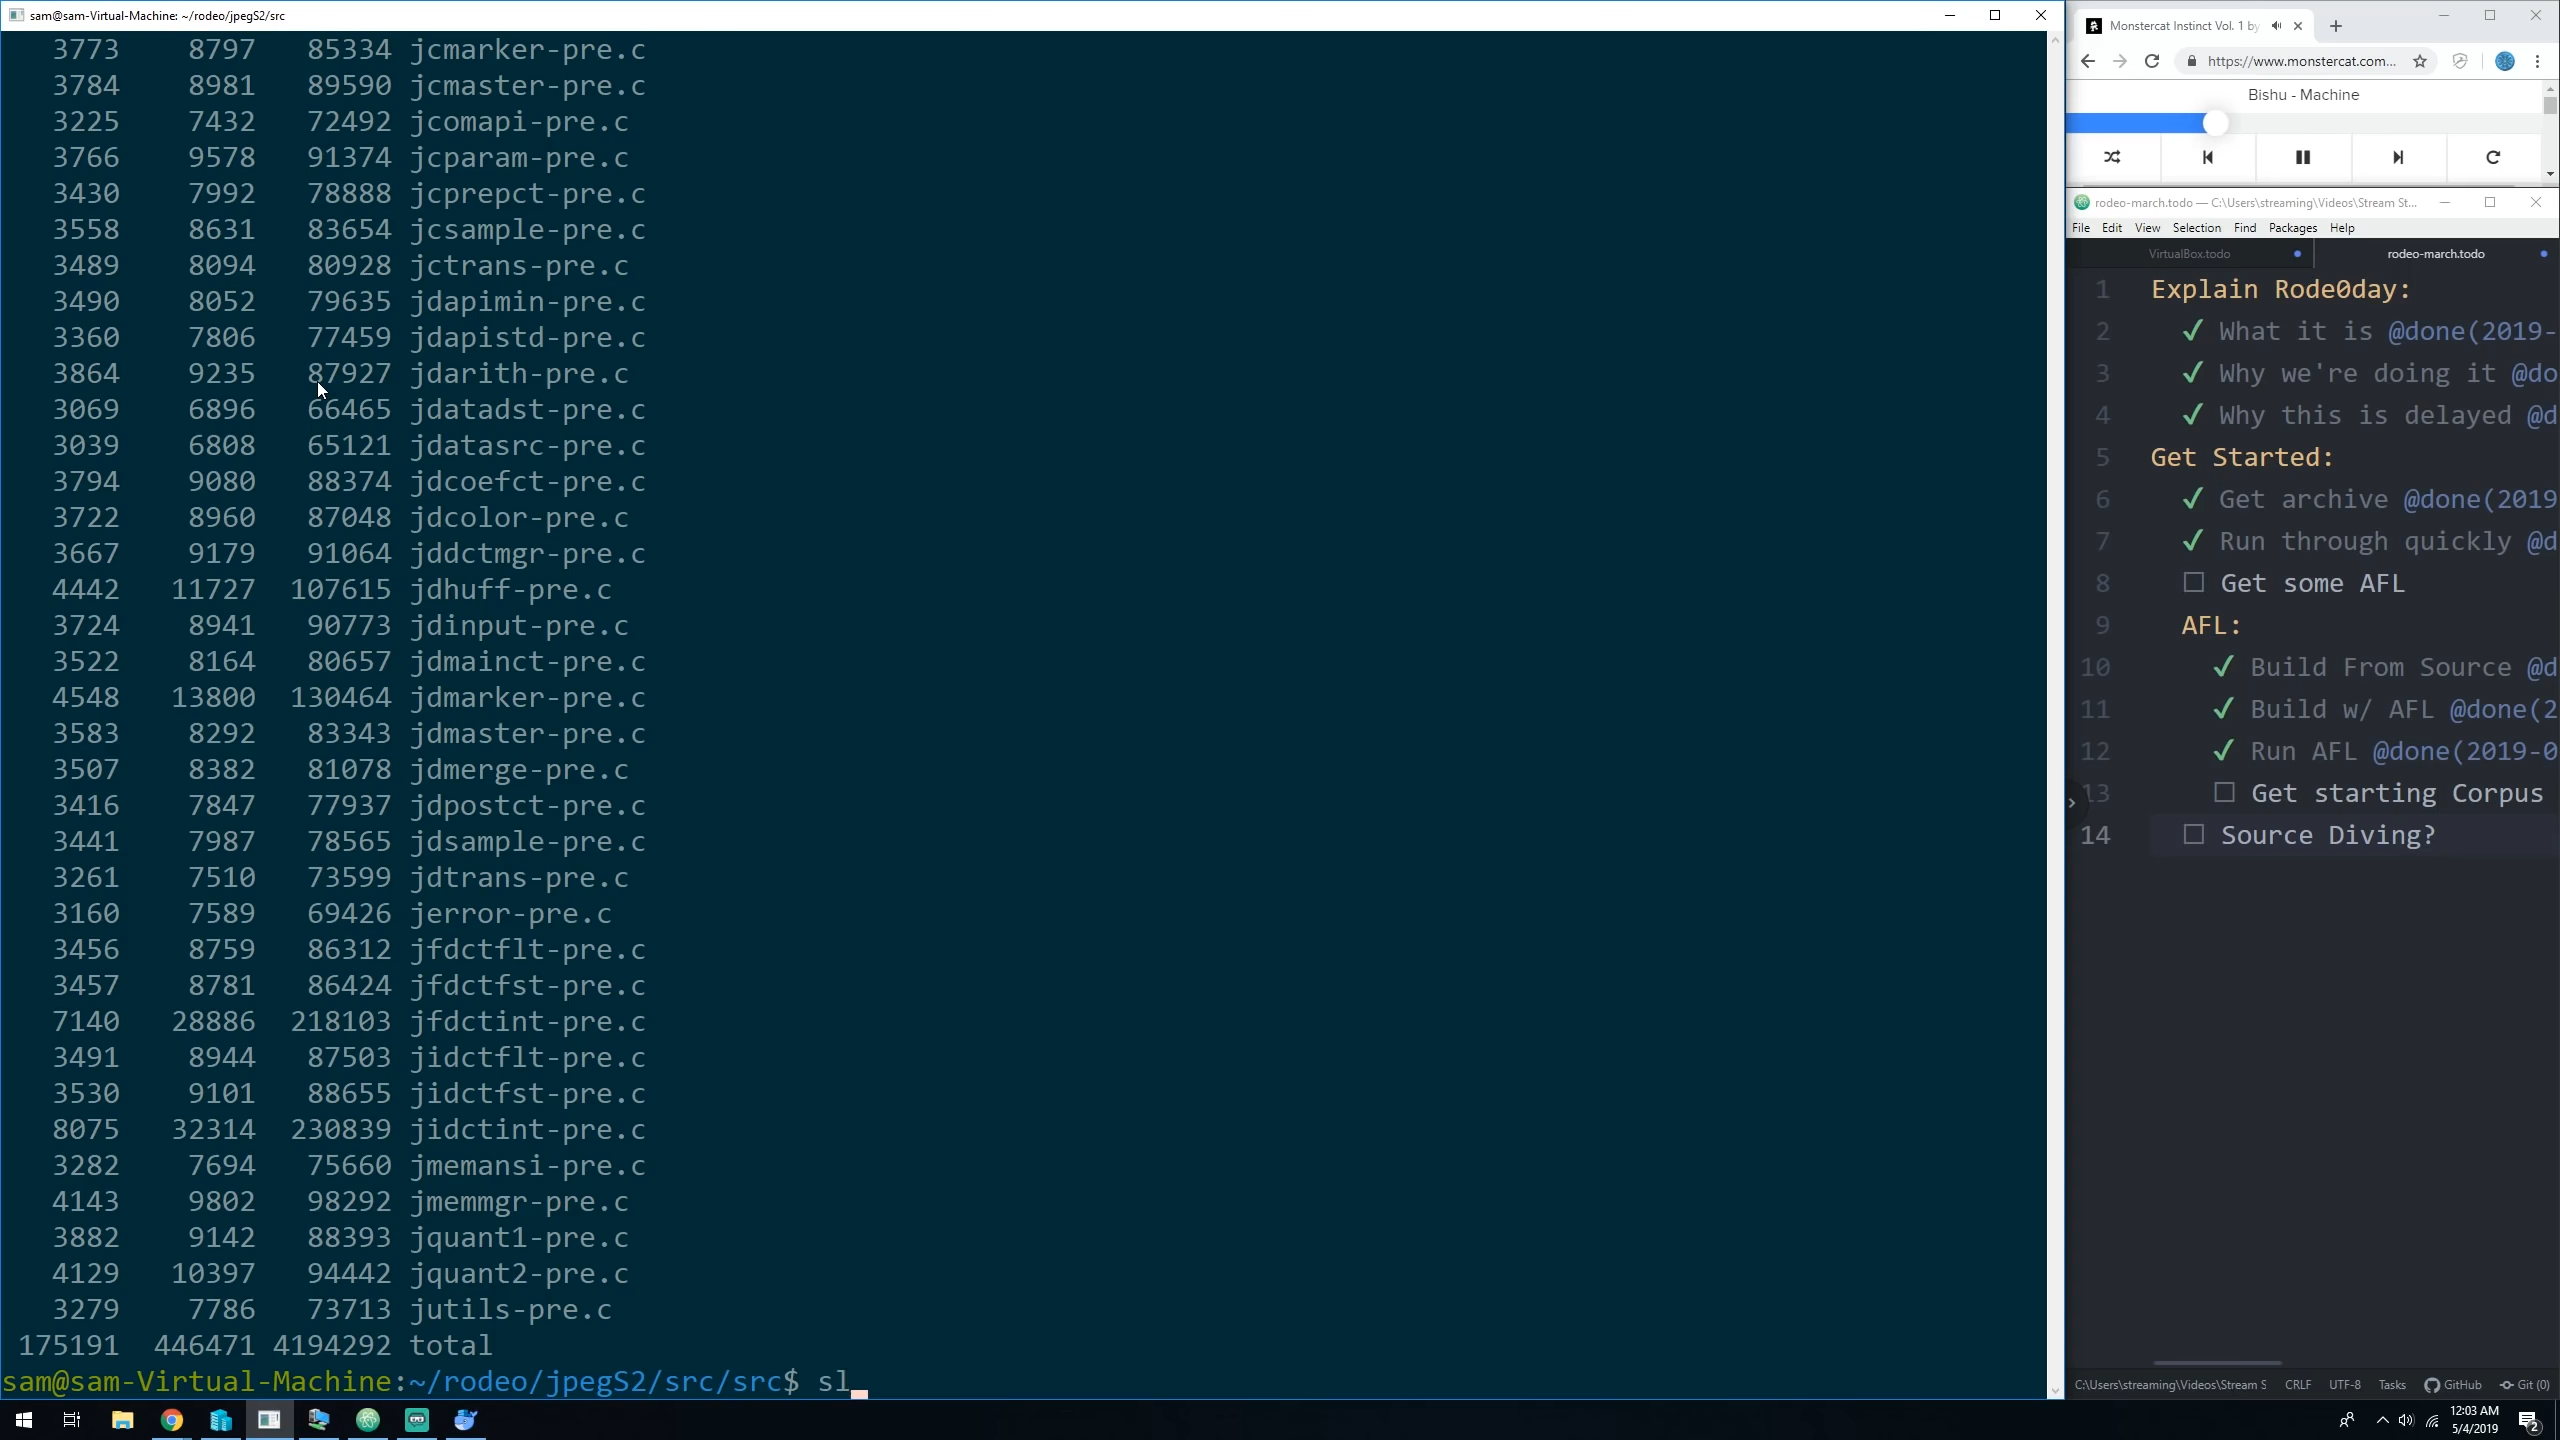 sam@sam-Virtual-Machine: ~/rodeo/jpegS2/src
3773 8797 85334 jcmarker-pre.c
3784 8981 89590 jcmaster-pre.c
3225 7432 72492 jcomapi-pre.c
3766 9578 91374 jcparam-pre.c
3430 7992 78888 jcprepct-pre.c
3558 8631 83654 jcsample-pre.c
3489 8094 80928 jctrans-pre.c
3490 8052 79635 jdapimin-pre.c
3360 7806 77459 jdapistd-pre.c
3864 9235 87927 jdarith-pre.c
3069 6896 66465 jdatadst-pre.c
3039 6808 65121 jdatasrc-pre.c
3794 9080 88374 jdcoefct-pre.c
3722 8960 87048 jdcolor-pre.c
3667 9179 91064 jddctmgr-pre.c
4442 11727 107615 jdhuff-pre.c
3724 8941 90773 jdinput-pre.c
3522 8164 80657 jdmainct-pre.c
4548 13800 130464 jdmarker-pre.c
3583 8292 83343 jdmaster-pre.c
3507 8382 81078 jdmerge-pre.c
3416 7847 77937 jdpostct-pre.c
3441 7987 78565 jdsample-pre.c
3261 7510 73599 jdtrans-pre.c
3160 7589 69426 jerror-pre.c
3456 8759 86312 jfdctflt-pre.c
3457 8781 86424 jfdctfst-pre.c
7140 28886 218103 jfdctint-pre.c
3491 8944 87503 jidctflt-pre.c
3530 9101 88655 jidctfst-pre.c
8075 32314 230839 jidctint-pre.c
3282 7694 75660 jmemansi-pre.c
4143 9802 98292 jmemmgr-pre.c
3882 9142 88393 jquant1-pre.c
4129 10397 94442 jquant2-pre.c
3279 7786 73713 jutils-pre.c
175191 446471 4194292 total
sam@sam-Virtual-Machine:~/rodeo/jpegS2/src/src$ sl
Monstercat Instinct Vol. 1 by
https://www.monstercat.com...
Bishu - Machine
rodeo-march.todo — C:\Users\streaming\Videos\Stream St...
File Edit View Selection Find Packages Help
VirtualBox.todo rodeo-march.todo
1 Explain Rode0day:
2 ✓ What it is @done(2019-
3 ✓ Why we're doing it @do
4 ✓ Why this is delayed @d
5 Get Started:
6 ✓ Get archive @done(2019
7 ✓ Run through quickly @d
8 ☐ Get some AFL
9 AFL:
10 ✓ Build From Source @d
11 ✓ Build w/ AFL @done(2
12 ✓ Run AFL @done(2019-0
13 ☐ Get starting Corpus
14 ☐ Source Diving?
C:\Users\streaming\Videos\Stream S CRLF UTF-8 Tasks GitHub Git (0)
12:03 AM
5/4/2019
2